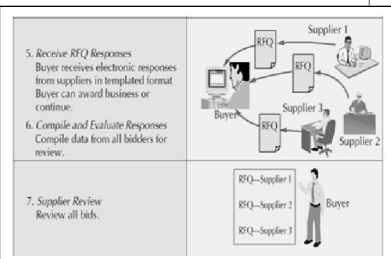 5. Receive RFQ Responses
Buyer receives electronic responses
from suppliers in templated format
Buyer can award business or
continue.
6. Compile and Evaluate Responses
Compile data from all bidders for
review.
Supplier 1
RFQ
RFQ
Buyer
Supplier 3
RFQ
Supplier 2
7. Supplier Review
Review all bids.
RFQ—Supplier 1
RFQ—Supplier 2
RFQ—Supplier 3
Buyer